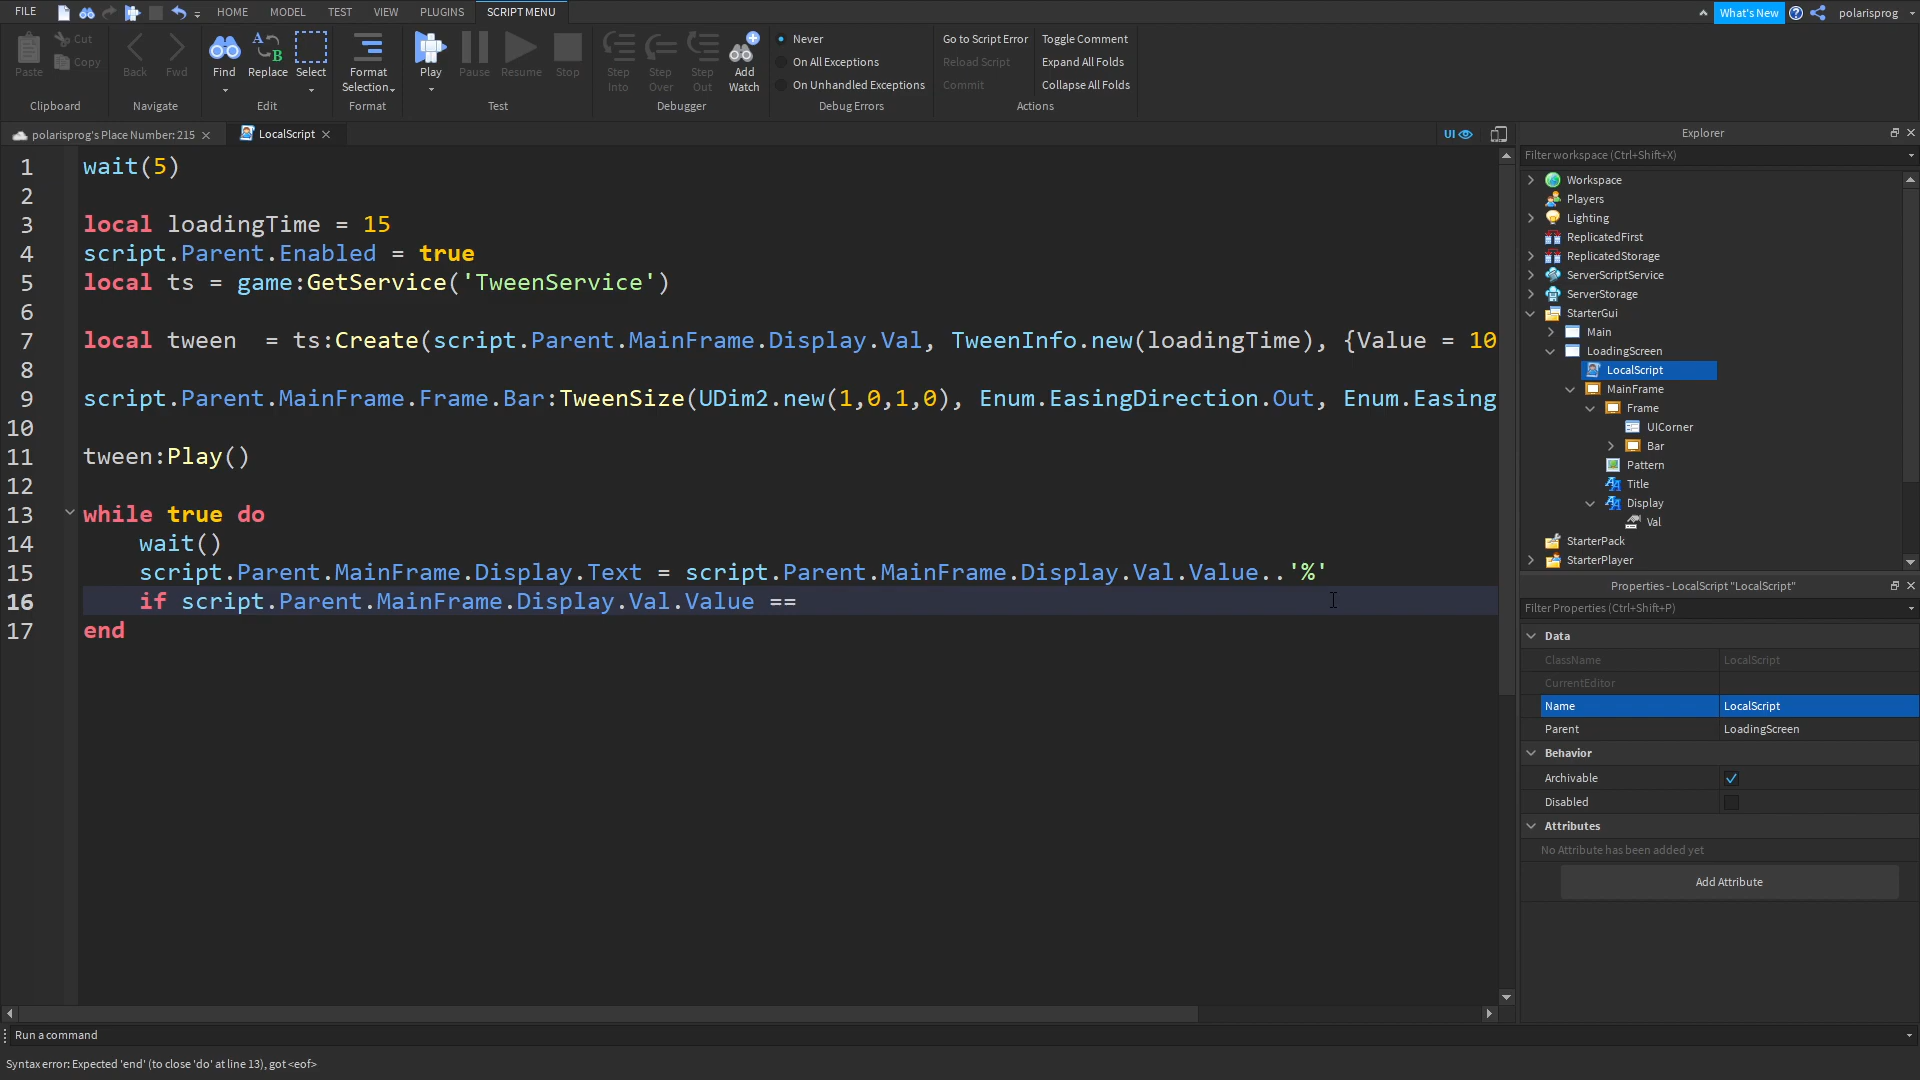 FILE HOME MODEL TEST VIEW PLUGINS SCRIPT MENU What's New polarisprog
Paste Cut Copy Back Fwd Find Replace Select Format Selection Play Pause Resume Stop Step Into Step Over Step Out Add Watch
Never
On All Exceptions
On Unhandled Exceptions
Go to Script Error Toggle Comment
Reload Script Expand All Folds
Commit Collapse All Folds
Clipboard Navigate Edit Format Test Debugger Debug Errors Actions
polarisprog's Place Number: 215 LocalScript UI
1 wait(5)
2
3 local loadingTime = 15
4 script.Parent.Enabled = true
5 local ts = game:GetService('TweenService')
6
7 local tween  = ts:Create(script.Parent.MainFrame.Display.Val, TweenInfo.new(loadingTime), {Value = 10
8
9 script.Parent.MainFrame.Frame.Bar:TweenSize(UDim2.new(1,0,1,0), Enum.EasingDirection.Out, Enum.Easing
10
11 tween:Play()
12
13 while true do
14     wait()
15     script.Parent.MainFrame.Display.Text = script.Parent.MainFrame.Display.Val.Value..'%'
16     if script.Parent.MainFrame.Display.Val.Value ==
17 end
Explorer
Filter workspace (Ctrl+Shift+X)
Workspace
Players
Lighting
ReplicatedFirst
ReplicatedStorage
ServerScriptService
ServerStorage
StarterGui
Main
LoadingScreen
LocalScript
MainFrame
Frame
UICorner
Bar
Pattern
Title
Display
Val
StarterPack
StarterPlayer
Properties - LocalScript "LocalScript"
Filter Properties (Ctrl+Shift+P)
Data
ClassName LocalScript
CurrentEditor
Name LocalScript
Parent LoadingScreen
Behavior
Archivable
Disabled
Attributes
No Attribute has been added yet
Add Attribute
Run a command
Syntax error: Expected 'end' (to close 'do' at line 13), got <eof>